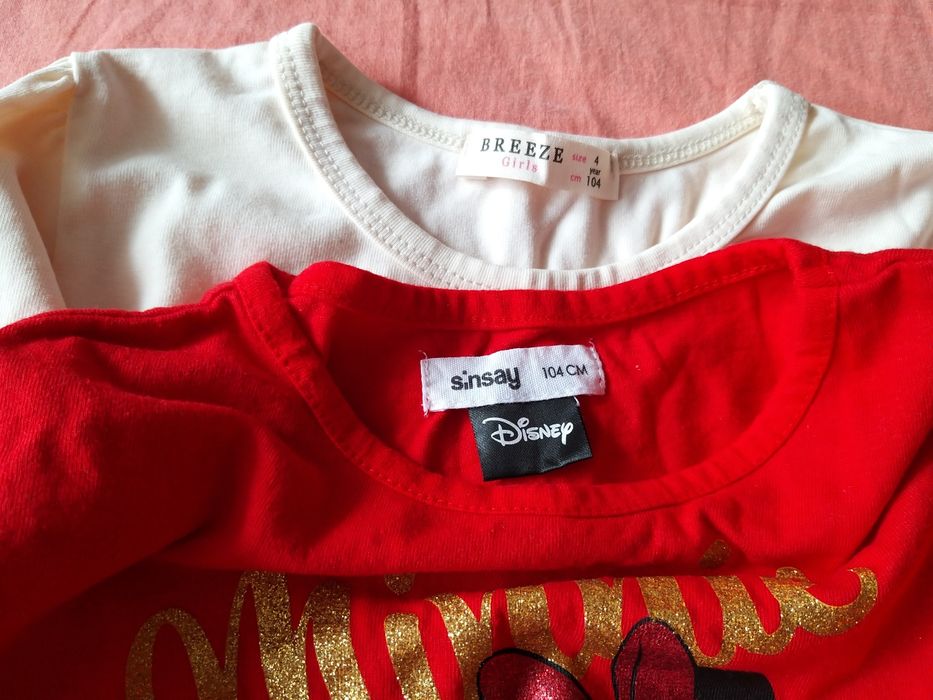 BREEZE size 4
Girls year
cm 104
sinsay 104 CM
Disney
Minnie